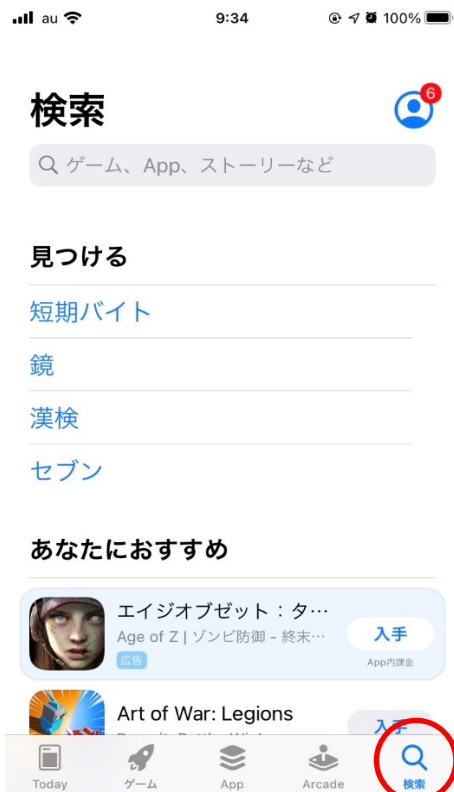 au 9:34 100%
検索
6
ゲーム、App、ストーリーなど
見つける
短期バイト
鏡
漢検
セブン
あなたにおすすめ
エイジオブゼット：タ…
Age of Z | ゾンビ防御 - 終末…
広告
入手
App内課金
Art of War: Legions
入手
Today ゲーム App Arcade 検索